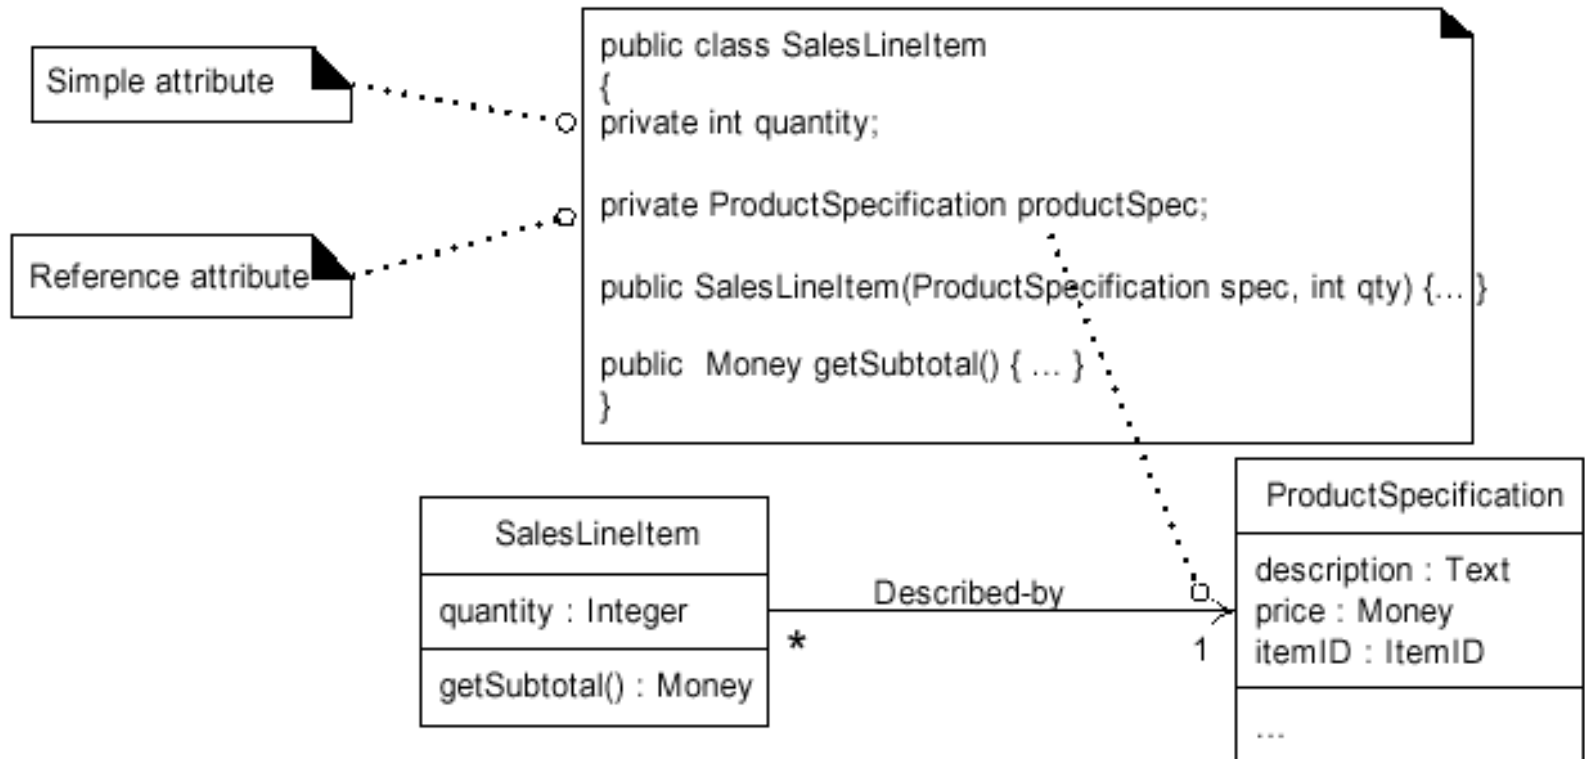 Simple attribute
Reference attribute
public class SalesLineItem
{
private int quantity;
private ProductSpecification productSpec;
public SalesLineItem(ProductSpecification spec, int qty) {... }
public  Money getSubtotal() { ... }
}
SalesLineItem
quantity : Integer
getSubtotal() : Money
Described-by
*
1
ProductSpecification
description : Text
price : Money
itemID : ItemID
...